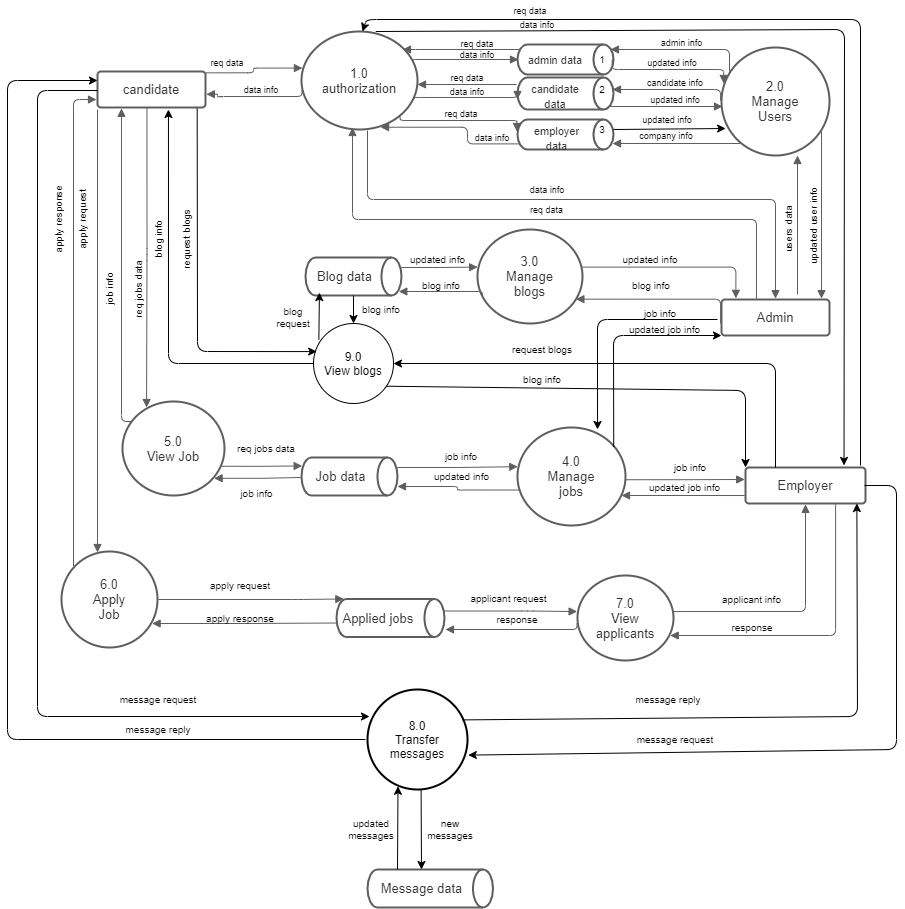 req data
data info
req data
data info
admin data
1
admin info
updated info
req data
data info
1.0
authorization
req data
data info
candidate
data
2
candidate info
updated info
2.0
Manage
Users
candidate
req data
data info
employer
data
3
updated info
company info
apply response
apply request
job info
req jobs data
blog info
request blogs
data info
req data
users data
updated user info
Blog data
updated info
blog info
3.0
Manage
blogs
updated info
blog info
Admin
blog
request
blog info
job info
updated job info
9.0
View blogs
request blogs
blog info
5.0
View Job
req jobs data
job info
Job data
job info
updated info
4.0
Manage
jobs
job info
updated job info
Employer
6.0
Apply
Job
apply request
apply response
Applied jobs
applicant request
response
7.0
View
applicants
applicant info
response
message request
message reply
8.0
Transfer
messages
message reply
message request
updated
messages
new
messages
Message data